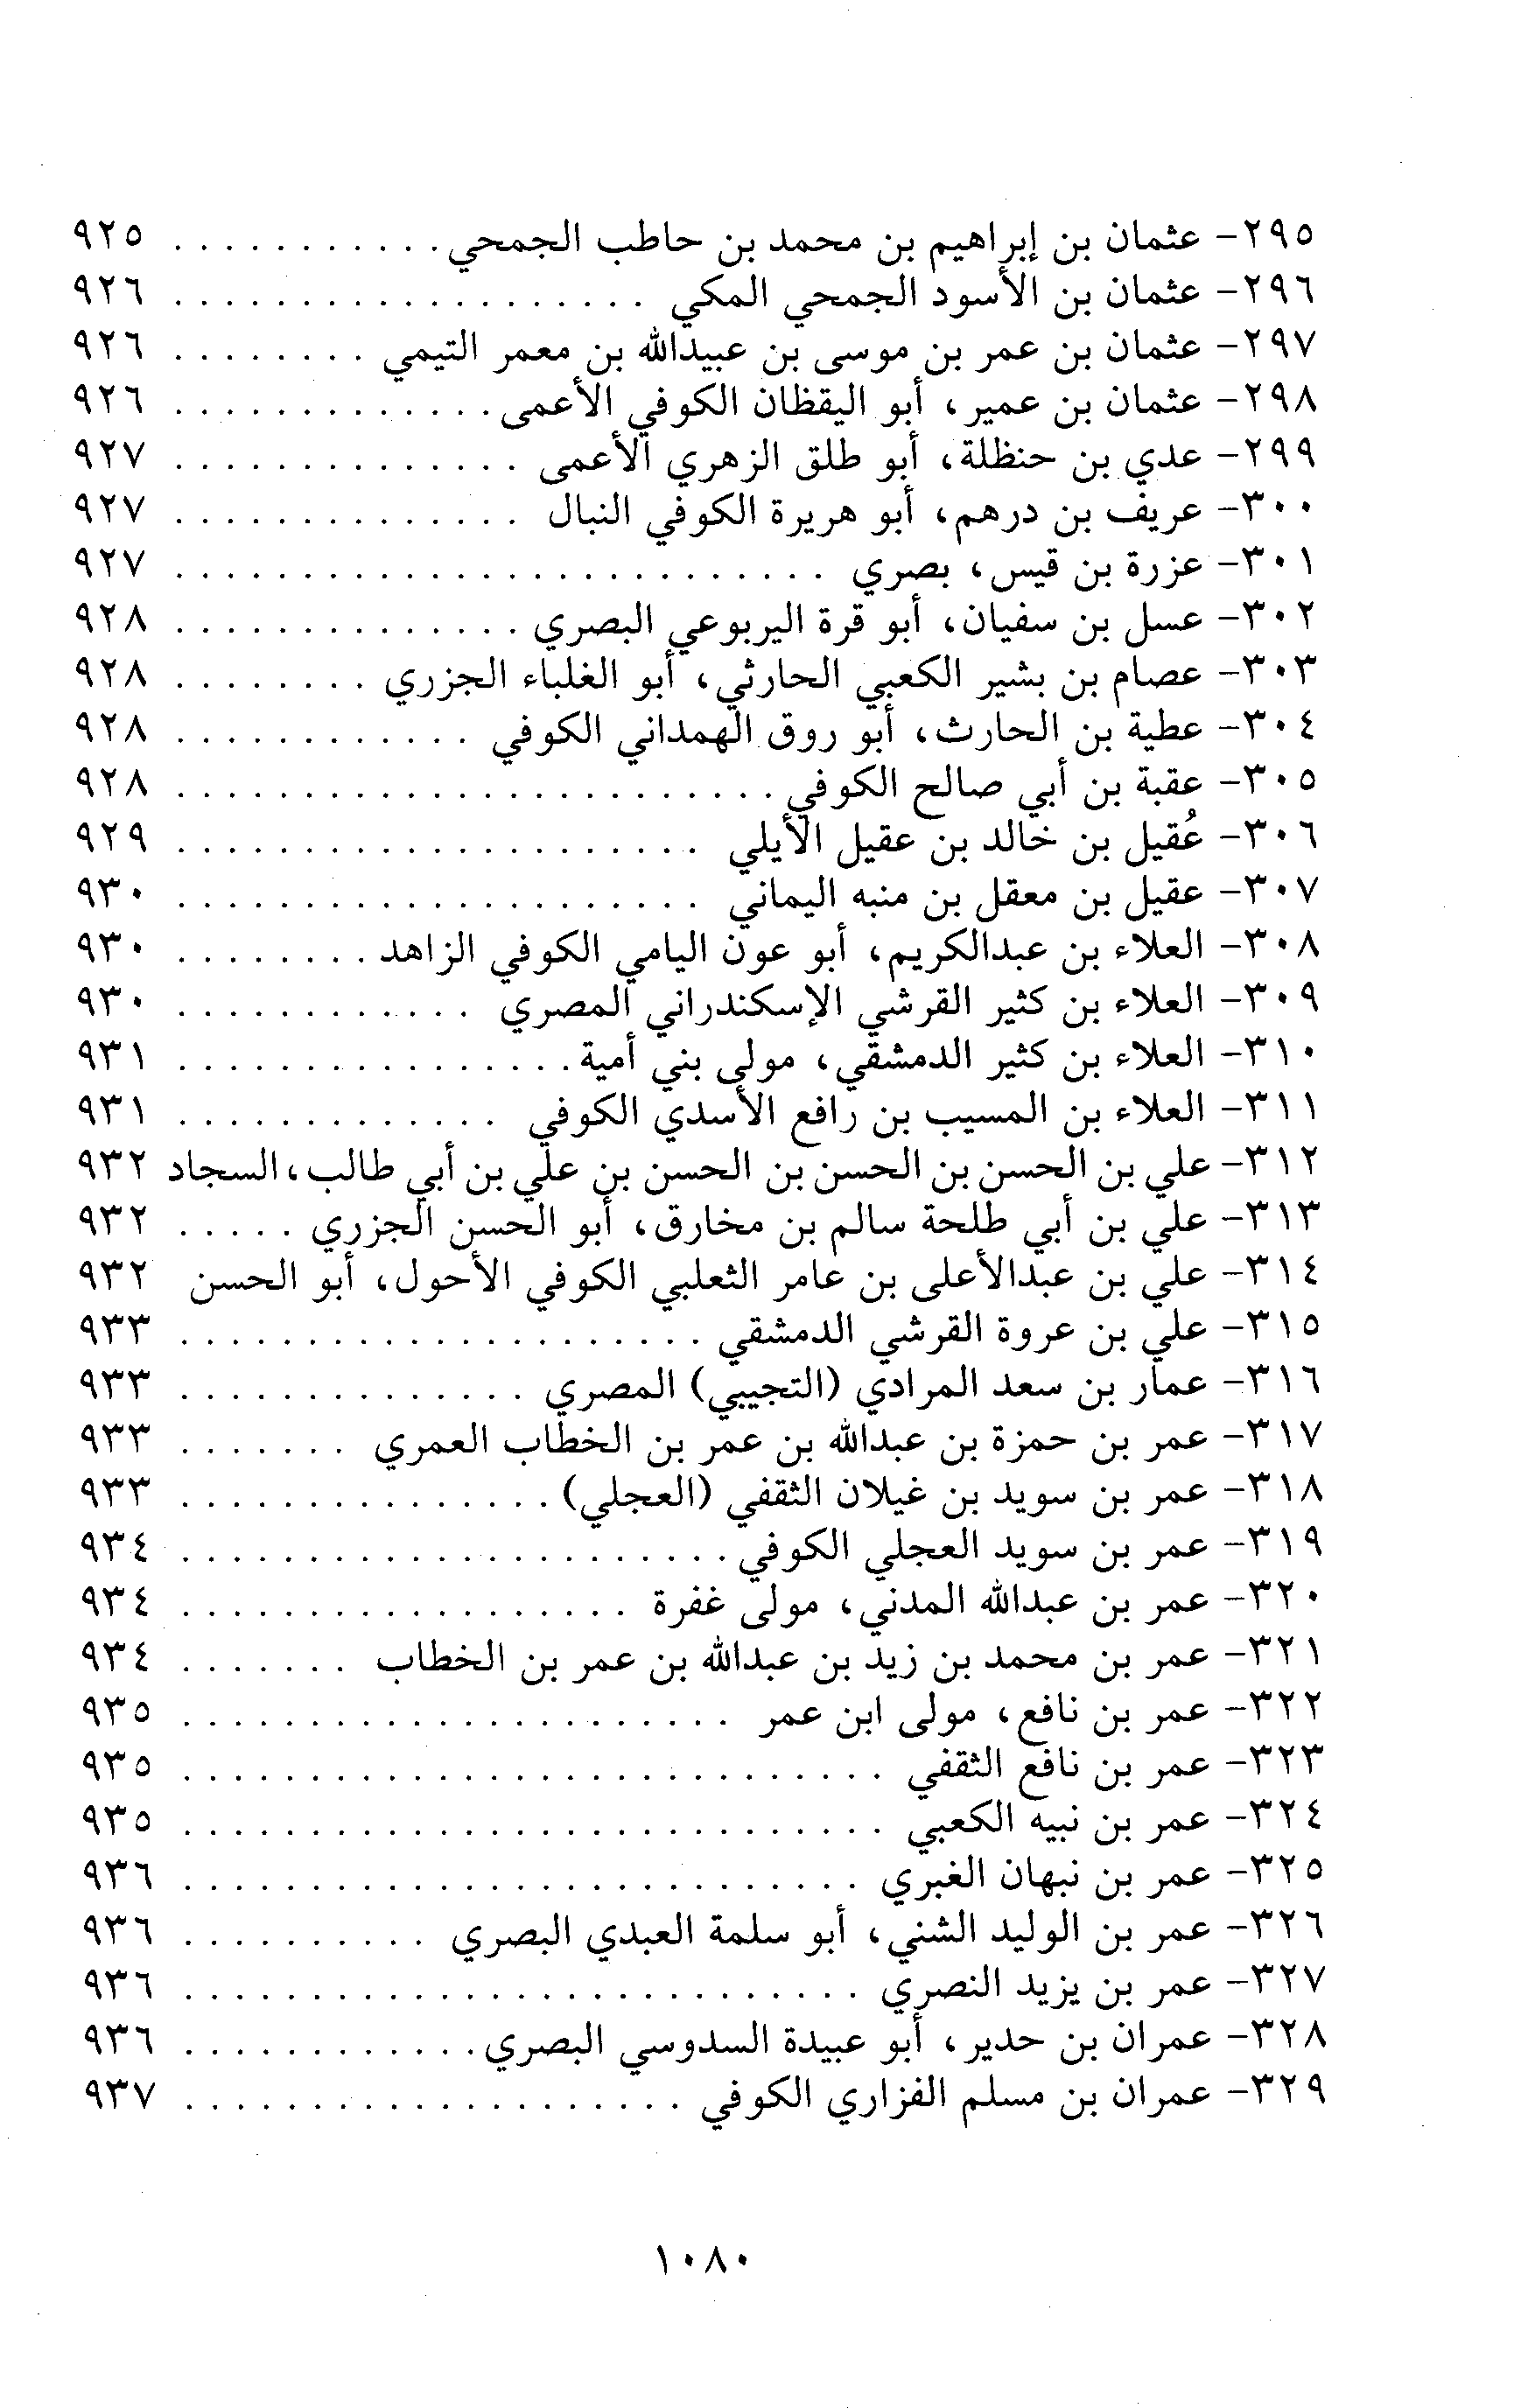 ٢٩٥- عثمان بن إبراهيم بن محمد بن حاطب الجمحي . . . . . . . . . . . ٩٢٥
٢٩٦- عثمان بن الأسود الجمحي المكي . . . . . . . . . . . . . . . . . . . ٩٢٦
٢٩٧- عثمان بن عمر بن موسى بن عبيدالله بن معمر التيمي . . . . . . . . ٩٢٦
٢٩٨- عثمان بن عمير، أبو اليقظان الكوفي الأعمى . . . . . . . . . . . . . ٩٢٦
٢٩٩- عدي بن حنظلة، أبو طلق الزهري الأعمى . . . . . . . . . . . . . . ٩٢٧
٣٠٠- عريف بن درهم، أبو هريرة الكوفي النبال . . . . . . . . . . . . . . ٩٢٧
٣٠١- عزرة بن قيس، بصري . . . . . . . . . . . . . . . . . . . . . . . . . . ٩٢٧
٣٠٢- عسل بن سفيان، أبو قرة اليربوعي البصري . . . . . . . . . . . . . . ٩٢٨
٣٠٣- عصام بن بشير الكعبي الحارثي، أبو الغلباء الجزري . . . . . . . . ٩٢٨
٣٠٤- عطية بن الحارث، أبو روق الهمداني الكوفي . . . . . . . . . . . . ٩٢٨
٣٠٥- عقبة بن أبي صالح الكوفي . . . . . . . . . . . . . . . . . . . . . . . . ٩٢٨
٣٠٦- عُقيل بن خالد بن عقيل الأيلي . . . . . . . . . . . . . . . . . . . . . ٩٢٩
٣٠٧- عقيل بن معقل بن منبه اليماني . . . . . . . . . . . . . . . . . . . . . ٩٣٠
٣٠٨- العلاء بن عبدالكريم، أبو عون اليامي الكوفي الزاهد . . . . . . . . ٩٣٠
٣٠٩- العلاء بن كثير القرشي الإسكندراني المصري . . . . . . . . . . . . ٩٣٠
٣١٠- العلاء بن كثير الدمشقي، مولى بني أمية . . . . . . . . . . . . . . . . ٩٣١
٣١١- العلاء بن المسيب بن رافع الأسدي الكوفي . . . . . . . . . . . . . ٩٣١
٣١٢- علي بن الحسن بن الحسن بن الحسن بن علي بن أبي طالب، السجاد ٩٣٢
٣١٣- علي بن أبي طلحة سالم بن مخارق، أبو الحسن الجزري . . . . . ٩٣٢
٣١٤- علي بن عبدالأعلى بن عامر الثعلبي الكوفي الأحول، أبو الحسن ٩٣٢
٣١٥- علي بن عروة القرشي الدمشقي . . . . . . . . . . . . . . . . . . . . . ٩٣٣
٣١٦- عمار بن سعد المرادي (التجيبي) المصري . . . . . . . . . . . . . . ٩٣٣
٣١٧- عمر بن حمزة بن عبدالله بن عمر بن الخطاب العمري . . . . . . . ٩٣٣
٣١٨- عمر بن سويد بن غيلان الثقفي (العجلي) . . . . . . . . . . . . . . . ٩٣٣
٣١٩- عمر بن سويد العجلي الكوفي . . . . . . . . . . . . . . . . . . . . . . ٩٣٤
٣٢٠- عمر بن عبدالله المدني، مولى غفرة . . . . . . . . . . . . . . . . . . ٩٣٤
٣٢١- عمر بن محمد بن زيد بن عبدالله بن عمر بن الخطاب . . . . . . . ٩٣٤
٣٢٢- عمر بن نافع، مولى ابن عمر . . . . . . . . . . . . . . . . . . . . . . ٩٣٥
٣٢٣- عمر بن نافع الثقفي . . . . . . . . . . . . . . . . . . . . . . . . . . . . ٩٣٥
٣٢٤- عمر بن نبيه الكعبي . . . . . . . . . . . . . . . . . . . . . . . . . . . . ٩٣٥
٣٢٥- عمر بن نبهان الغبري . . . . . . . . . . . . . . . . . . . . . . . . . . . ٩٣٦
٣٢٦- عمر بن الوليد الشني، أبو سلمة العبدي البصري . . . . . . . . . . ٩٣٦
٣٢٧- عمر بن يزيد النصري . . . . . . . . . . . . . . . . . . . . . . . . . . . ٩٣٦
٣٢٨- عمران بن حدير، أبو عبيدة السدوسي البصري . . . . . . . . . . . . ٩٣٦
٣٢٩- عمران بن مسلم الفزاري الكوفي . . . . . . . . . . . . . . . . . . . . ٩٣٧
١٠٨٠